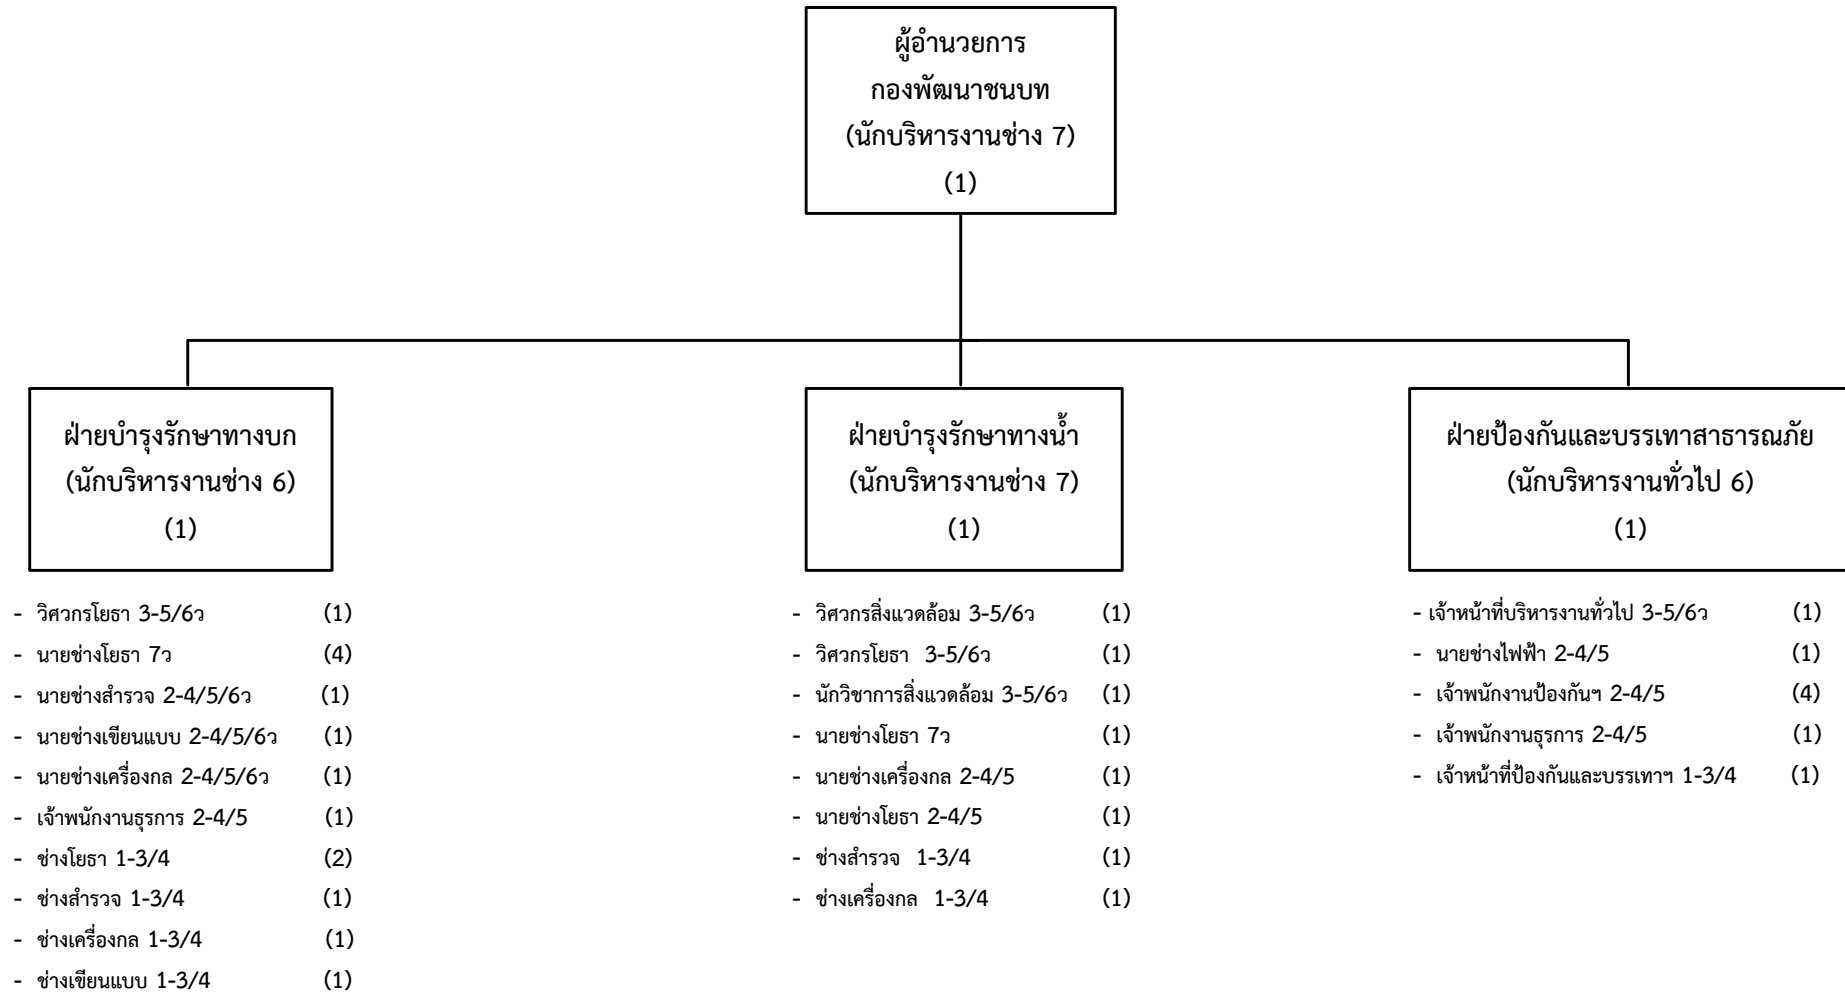 ผู้อำนวยการ
กองพัฒนาชนบท
(นักบริหารงานช่าง 7)
(1)
ฝ่ายบำรุงรักษาทางบก
(นักบริหารงานช่าง 6)
(1)
- วิศวกรโยธา 3-5/6ว (1)
- นายช่างโยธา 7ว (4)
- นายช่างสำรวจ 2-4/5/6ว (1)
- นายช่างเขียนแบบ 2-4/5/6ว (1)
- นายช่างเครื่องกล 2-4/5/6ว (1)
- เจ้าพนักงานธุรการ 2-4/5 (1)
- ช่างโยธา 1-3/4 (2)
- ช่างสำรวจ 1-3/4 (1)
- ช่างเครื่องกล 1-3/4 (1)
- ช่างเขียนแบบ 1-3/4 (1)
ฝ่ายบำรุงรักษาทางน้ำ
(นักบริหารงานช่าง 7)
(1)
- วิศวกรสิ่งแวดล้อม 3-5/6ว (1)
- วิศวกรโยธา 3-5/6ว (1)
- นักวิชาการสิ่งแวดล้อม 3-5/6ว (1)
- นายช่างโยธา 7ว (1)
- นายช่างเครื่องกล 2-4/5 (1)
- นายช่างโยธา 2-4/5 (1)
- ช่างสำรวจ 1-3/4 (1)
- ช่างเครื่องกล 1-3/4 (1)
ฝ่ายป้องกันและบรรเทาสาธารณภัย
(นักบริหารงานทั่วไป 6)
(1)
- เจ้าหน้าที่บริหารงานทั่วไป 3-5/6ว (1)
- นายช่างไฟฟ้า 2-4/5 (1)
- เจ้าพนักงานป้องกันฯ 2-4/5 (4)
- เจ้าพนักงานธุรการ 2-4/5 (1)
- เจ้าหน้าที่ป้องกันและบรรเทาฯ 1-3/4 (1)